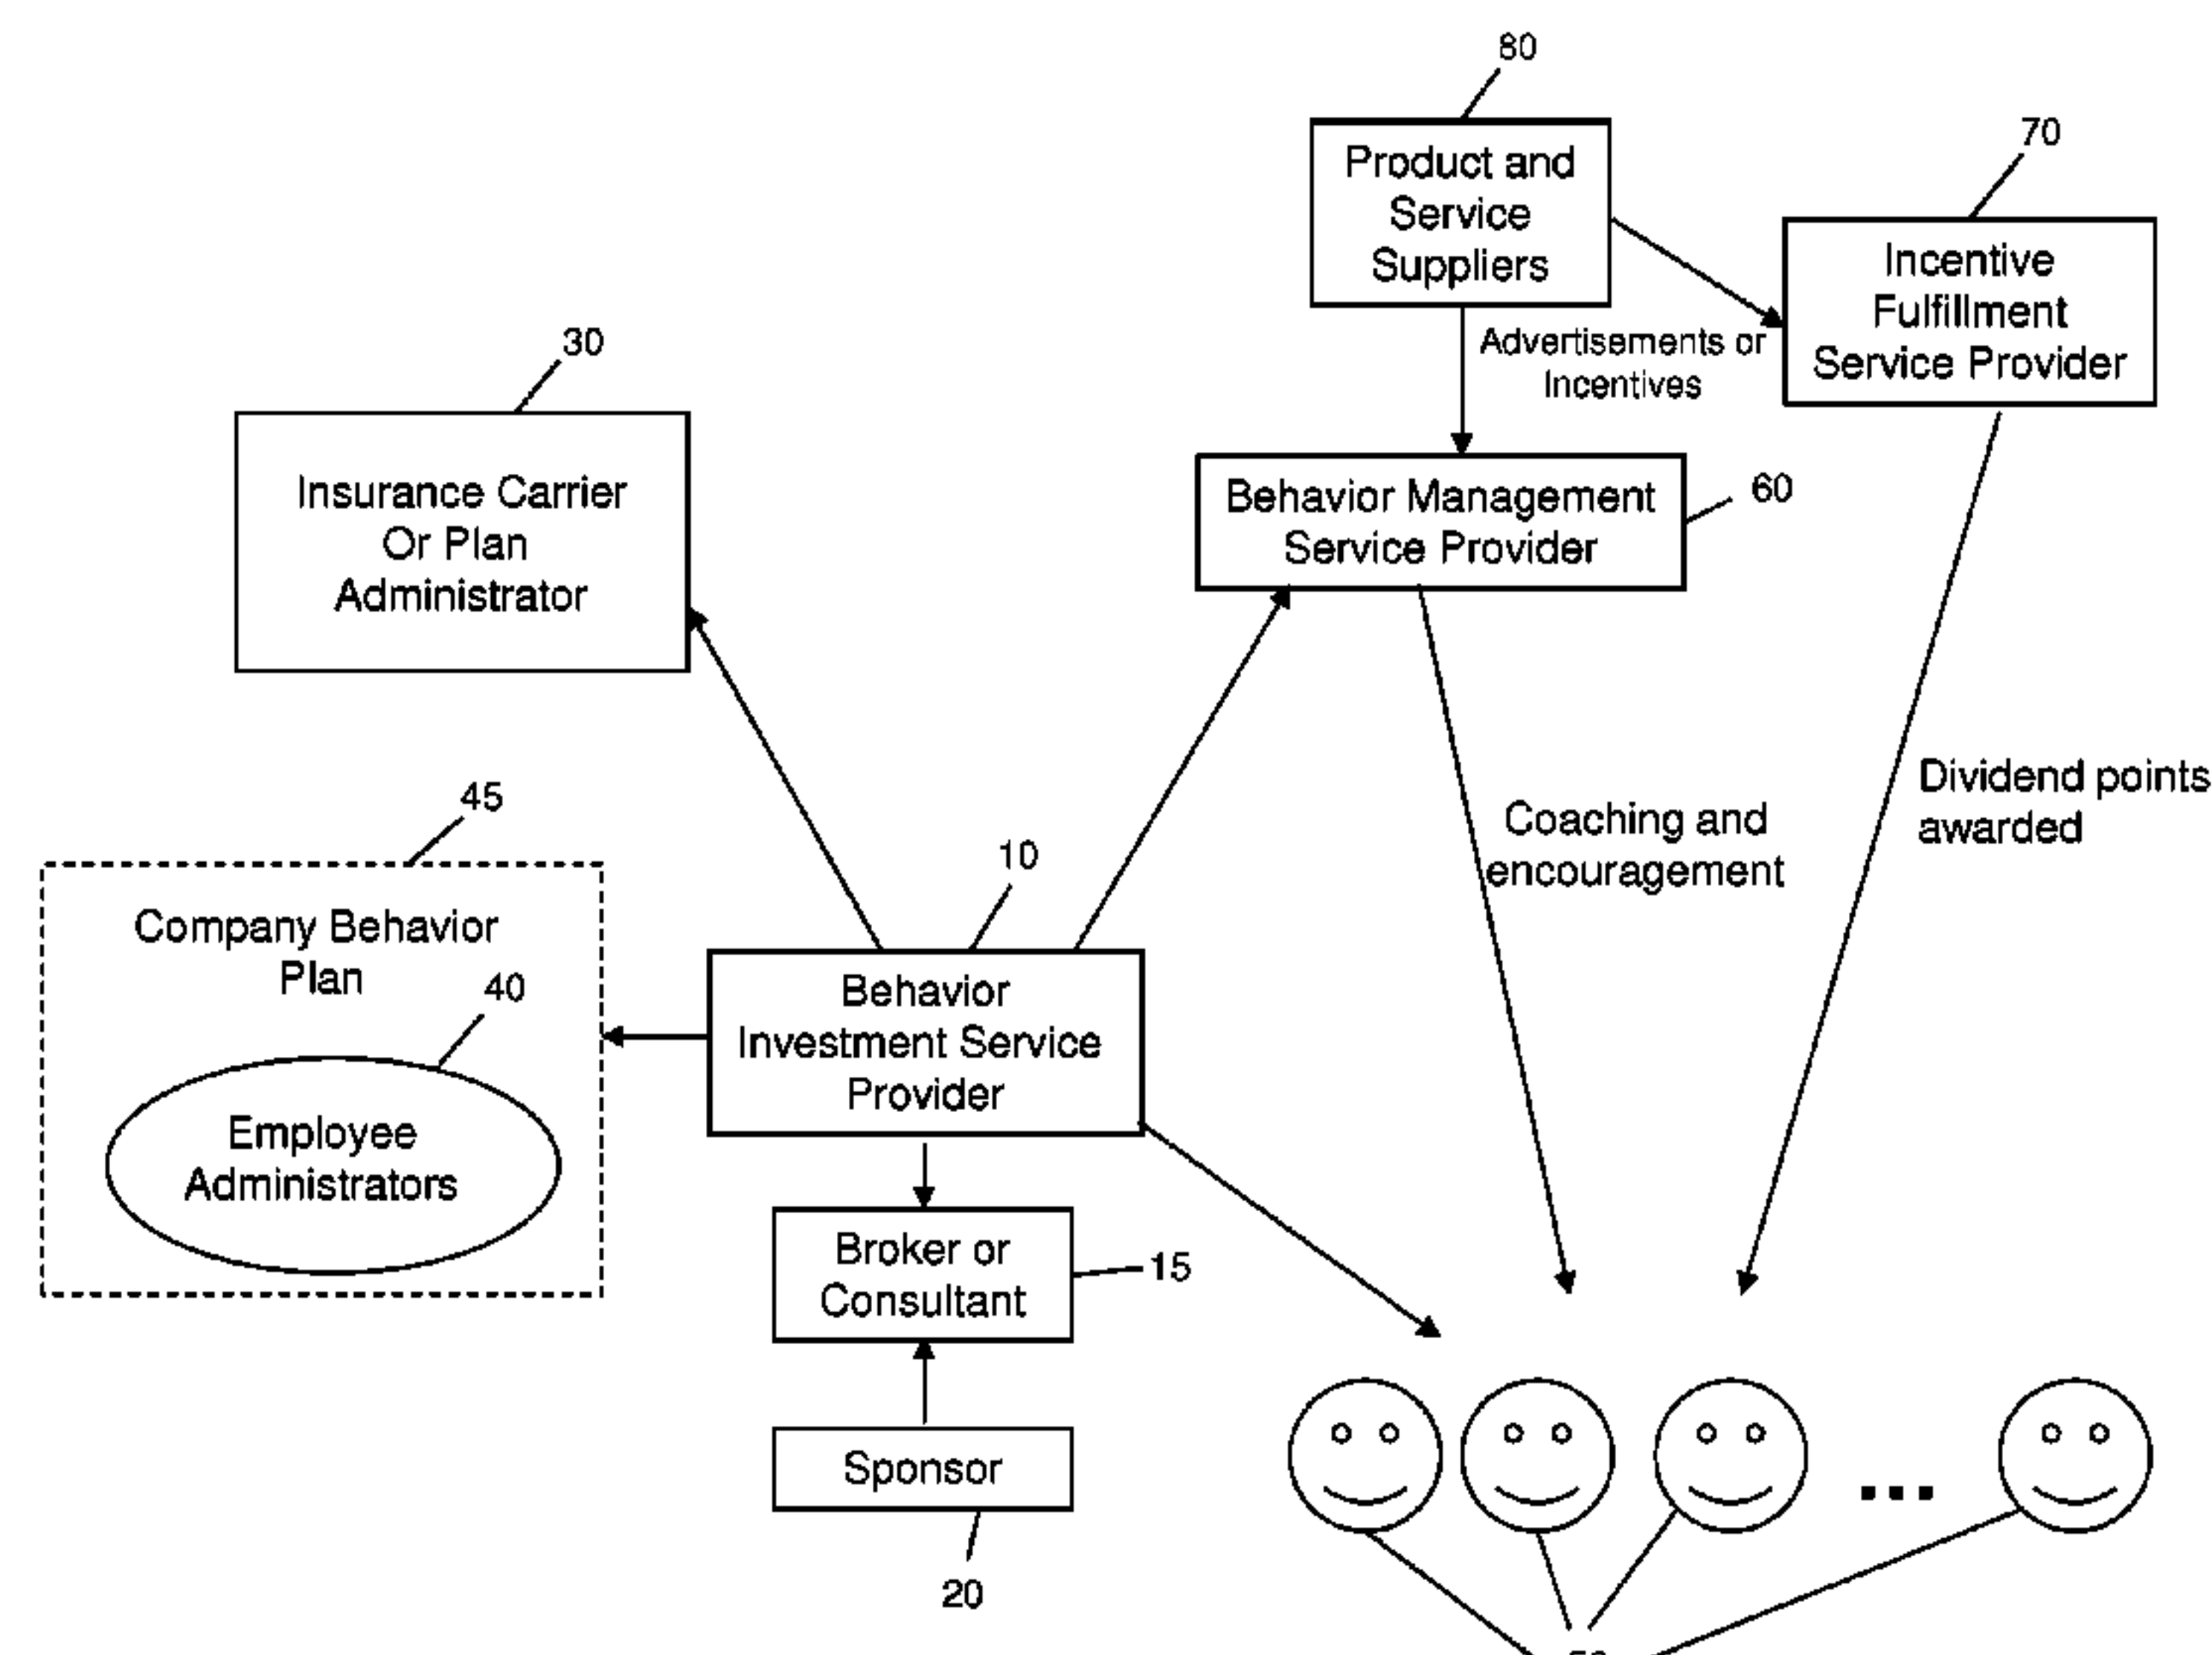 80
Product and
Service
Suppliers
70
Incentive
Fulfillment
Service Provider
Advertisements or
Incentives
30
Insurance Carrier
Or Plan
Administrator
Behavior Management
Service Provider
60
Dividend points
awarded
Coaching and
encouragement
45
Company Behavior
Plan
40
Employee
Administrators
10
Behavior
Investment Service
Provider
Broker or
Consultant
15
Sponsor
20
...